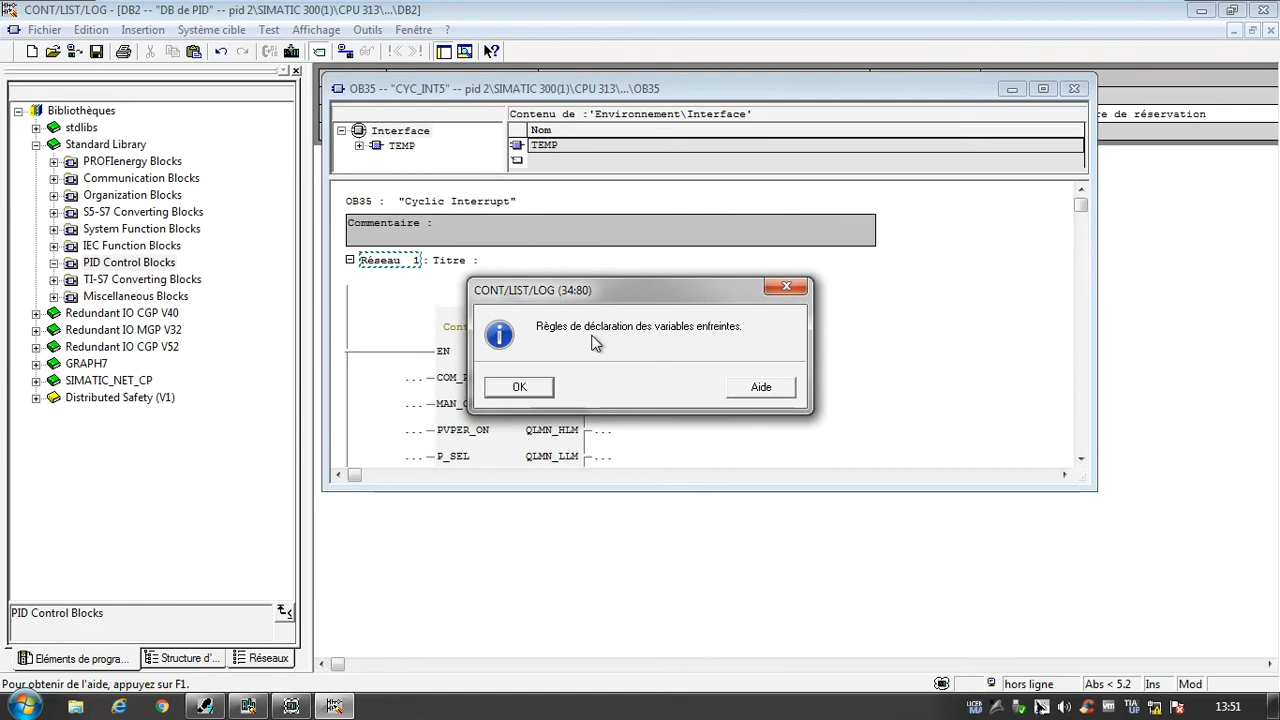 CONT/LIST/LOG - [DB2 -- "DB de PID" -- pid 2\SIMATIC 300(1)\CPU 313\...\DB2]
Fichier Edition Insertion Système cible Test Affichage Outils Fenêtre ?
OB35 -- "CYC_INT5" -- pid 2\SIMATIC 300(1)\CPU 313\...\OB35
Bibliothèques
stdlibs
Standard Library
PROFIenergy Blocks
Communication Blocks
Organization Blocks
S5-S7 Converting Blocks
System Function Blocks
IEC Function Blocks
PID Control Blocks
TI-S7 Converting Blocks
Miscellaneous Blocks
Redundant IO CGP V40
Redundant IO MGP V32
Redundant IO CGP V52
GRAPH7
SIMATIC_NET_CP
Distributed Safety (V1)
PID Control Blocks
Eléments de progra...
Structure d'...
Réseaux
Interface
TEMP
Contenu de :'Environnement\Interface'
Nom
TEMP
re de réservation
OB35 : "Cyclic Interrupt"
Commentaire :
Réseau 1: Titre :
EN
...
...
... PVPER_ON QLMN_HLM ...
... P_SEL QLMN_LLM ...
CONT/LIST/LOG (34:80)
Règles de déclaration des variables enfreintes.
OK
Aide
Pour obtenir de l'aide, appuyez sur F1.
hors ligne
Abs < 5.2
Ins
Mod
13:51